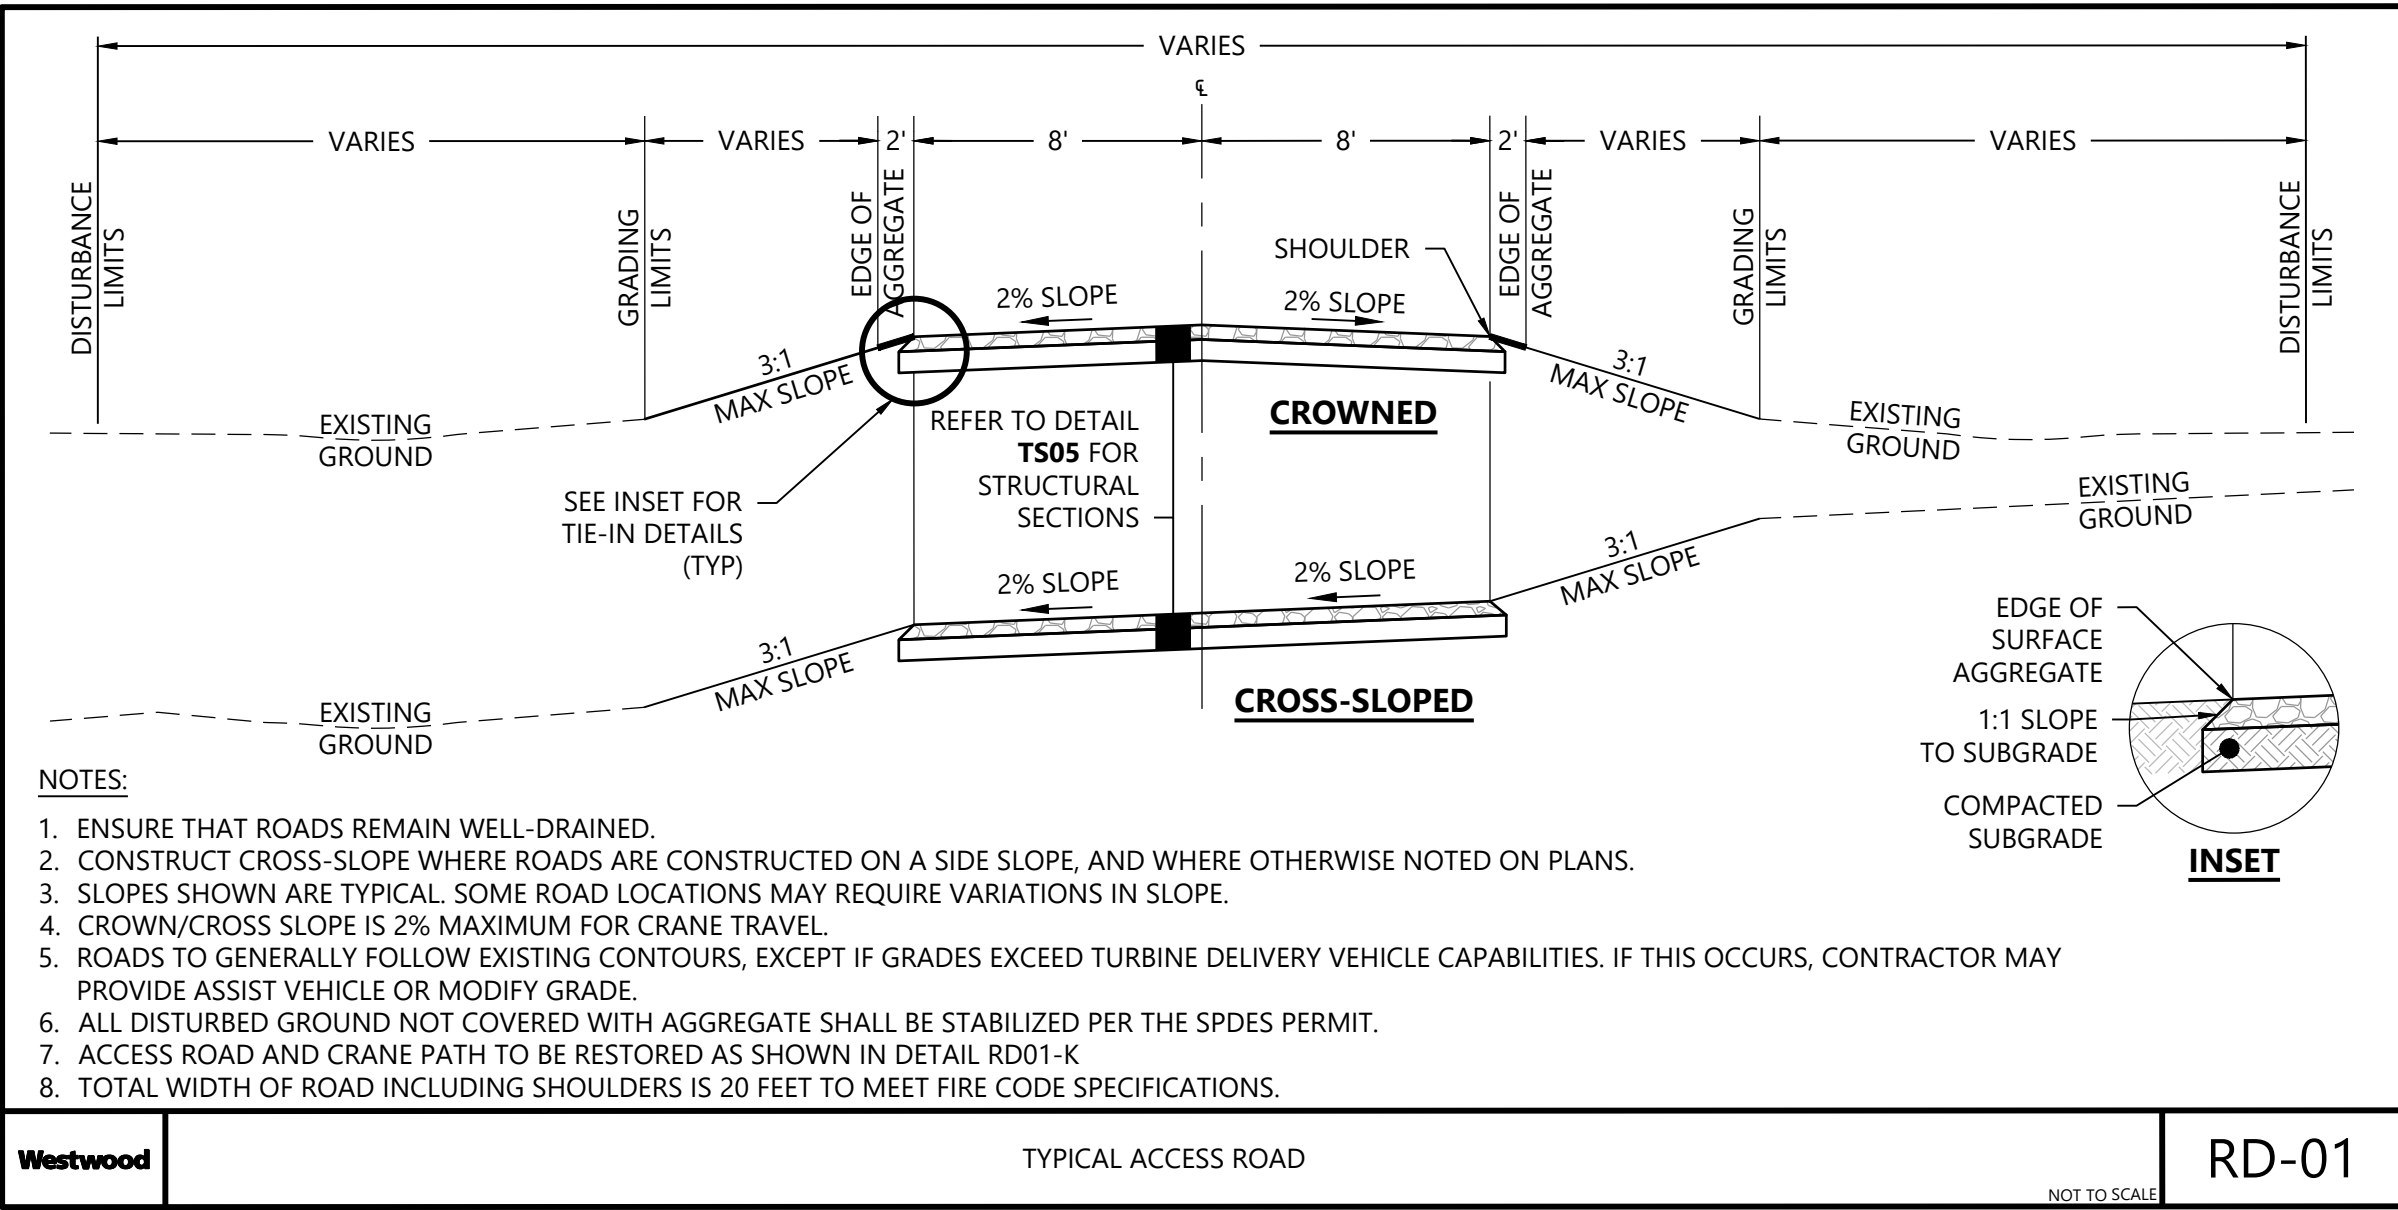 VARIES
℄
VARIES
VARIES
2'
8'
8'
2'
VARIES
VARIES
DISTURBANCE
LIMITS
GRADING
LIMITS
EDGE OF
AGGREGATE
EDGE OF
AGGREGATE
GRADING
LIMITS
DISTURBANCE
LIMITS
SHOULDER
2% SLOPE
2% SLOPE
3:1
MAX SLOPE
3:1
MAX SLOPE
EXISTING
GROUND
CROWNED
EXISTING
GROUND
REFER TO DETAIL
TS05 FOR
STRUCTURAL
SECTIONS
SEE INSET FOR
TIE-IN DETAILS
(TYP)
EXISTING
GROUND
3:1
MAX SLOPE
2% SLOPE
2% SLOPE
3:1
MAX SLOPE
CROSS-SLOPED
EXISTING
GROUND
EDGE OF
SURFACE
AGGREGATE
1:1 SLOPE
TO SUBGRADE
COMPACTED
SUBGRADE
INSET
NOTES:
1. ENSURE THAT ROADS REMAIN WELL-DRAINED.
2. CONSTRUCT CROSS-SLOPE WHERE ROADS ARE CONSTRUCTED ON A SIDE SLOPE, AND WHERE OTHERWISE NOTED ON PLANS.
3. SLOPES SHOWN ARE TYPICAL. SOME ROAD LOCATIONS MAY REQUIRE VARIATIONS IN SLOPE.
4. CROWN/CROSS SLOPE IS 2% MAXIMUM FOR CRANE TRAVEL.
5. ROADS TO GENERALLY FOLLOW EXISTING CONTOURS, EXCEPT IF GRADES EXCEED TURBINE DELIVERY VEHICLE CAPABILITIES. IF THIS OCCURS, CONTRACTOR MAY
PROVIDE ASSIST VEHICLE OR MODIFY GRADE.
6. ALL DISTURBED GROUND NOT COVERED WITH AGGREGATE SHALL BE STABILIZED PER THE SPDES PERMIT.
7. ACCESS ROAD AND CRANE PATH TO BE RESTORED AS SHOWN IN DETAIL RD01-K
8. TOTAL WIDTH OF ROAD INCLUDING SHOULDERS IS 20 FEET TO MEET FIRE CODE SPECIFICATIONS.
Westwood
TYPICAL ACCESS ROAD
NOT TO SCALE
RD-01